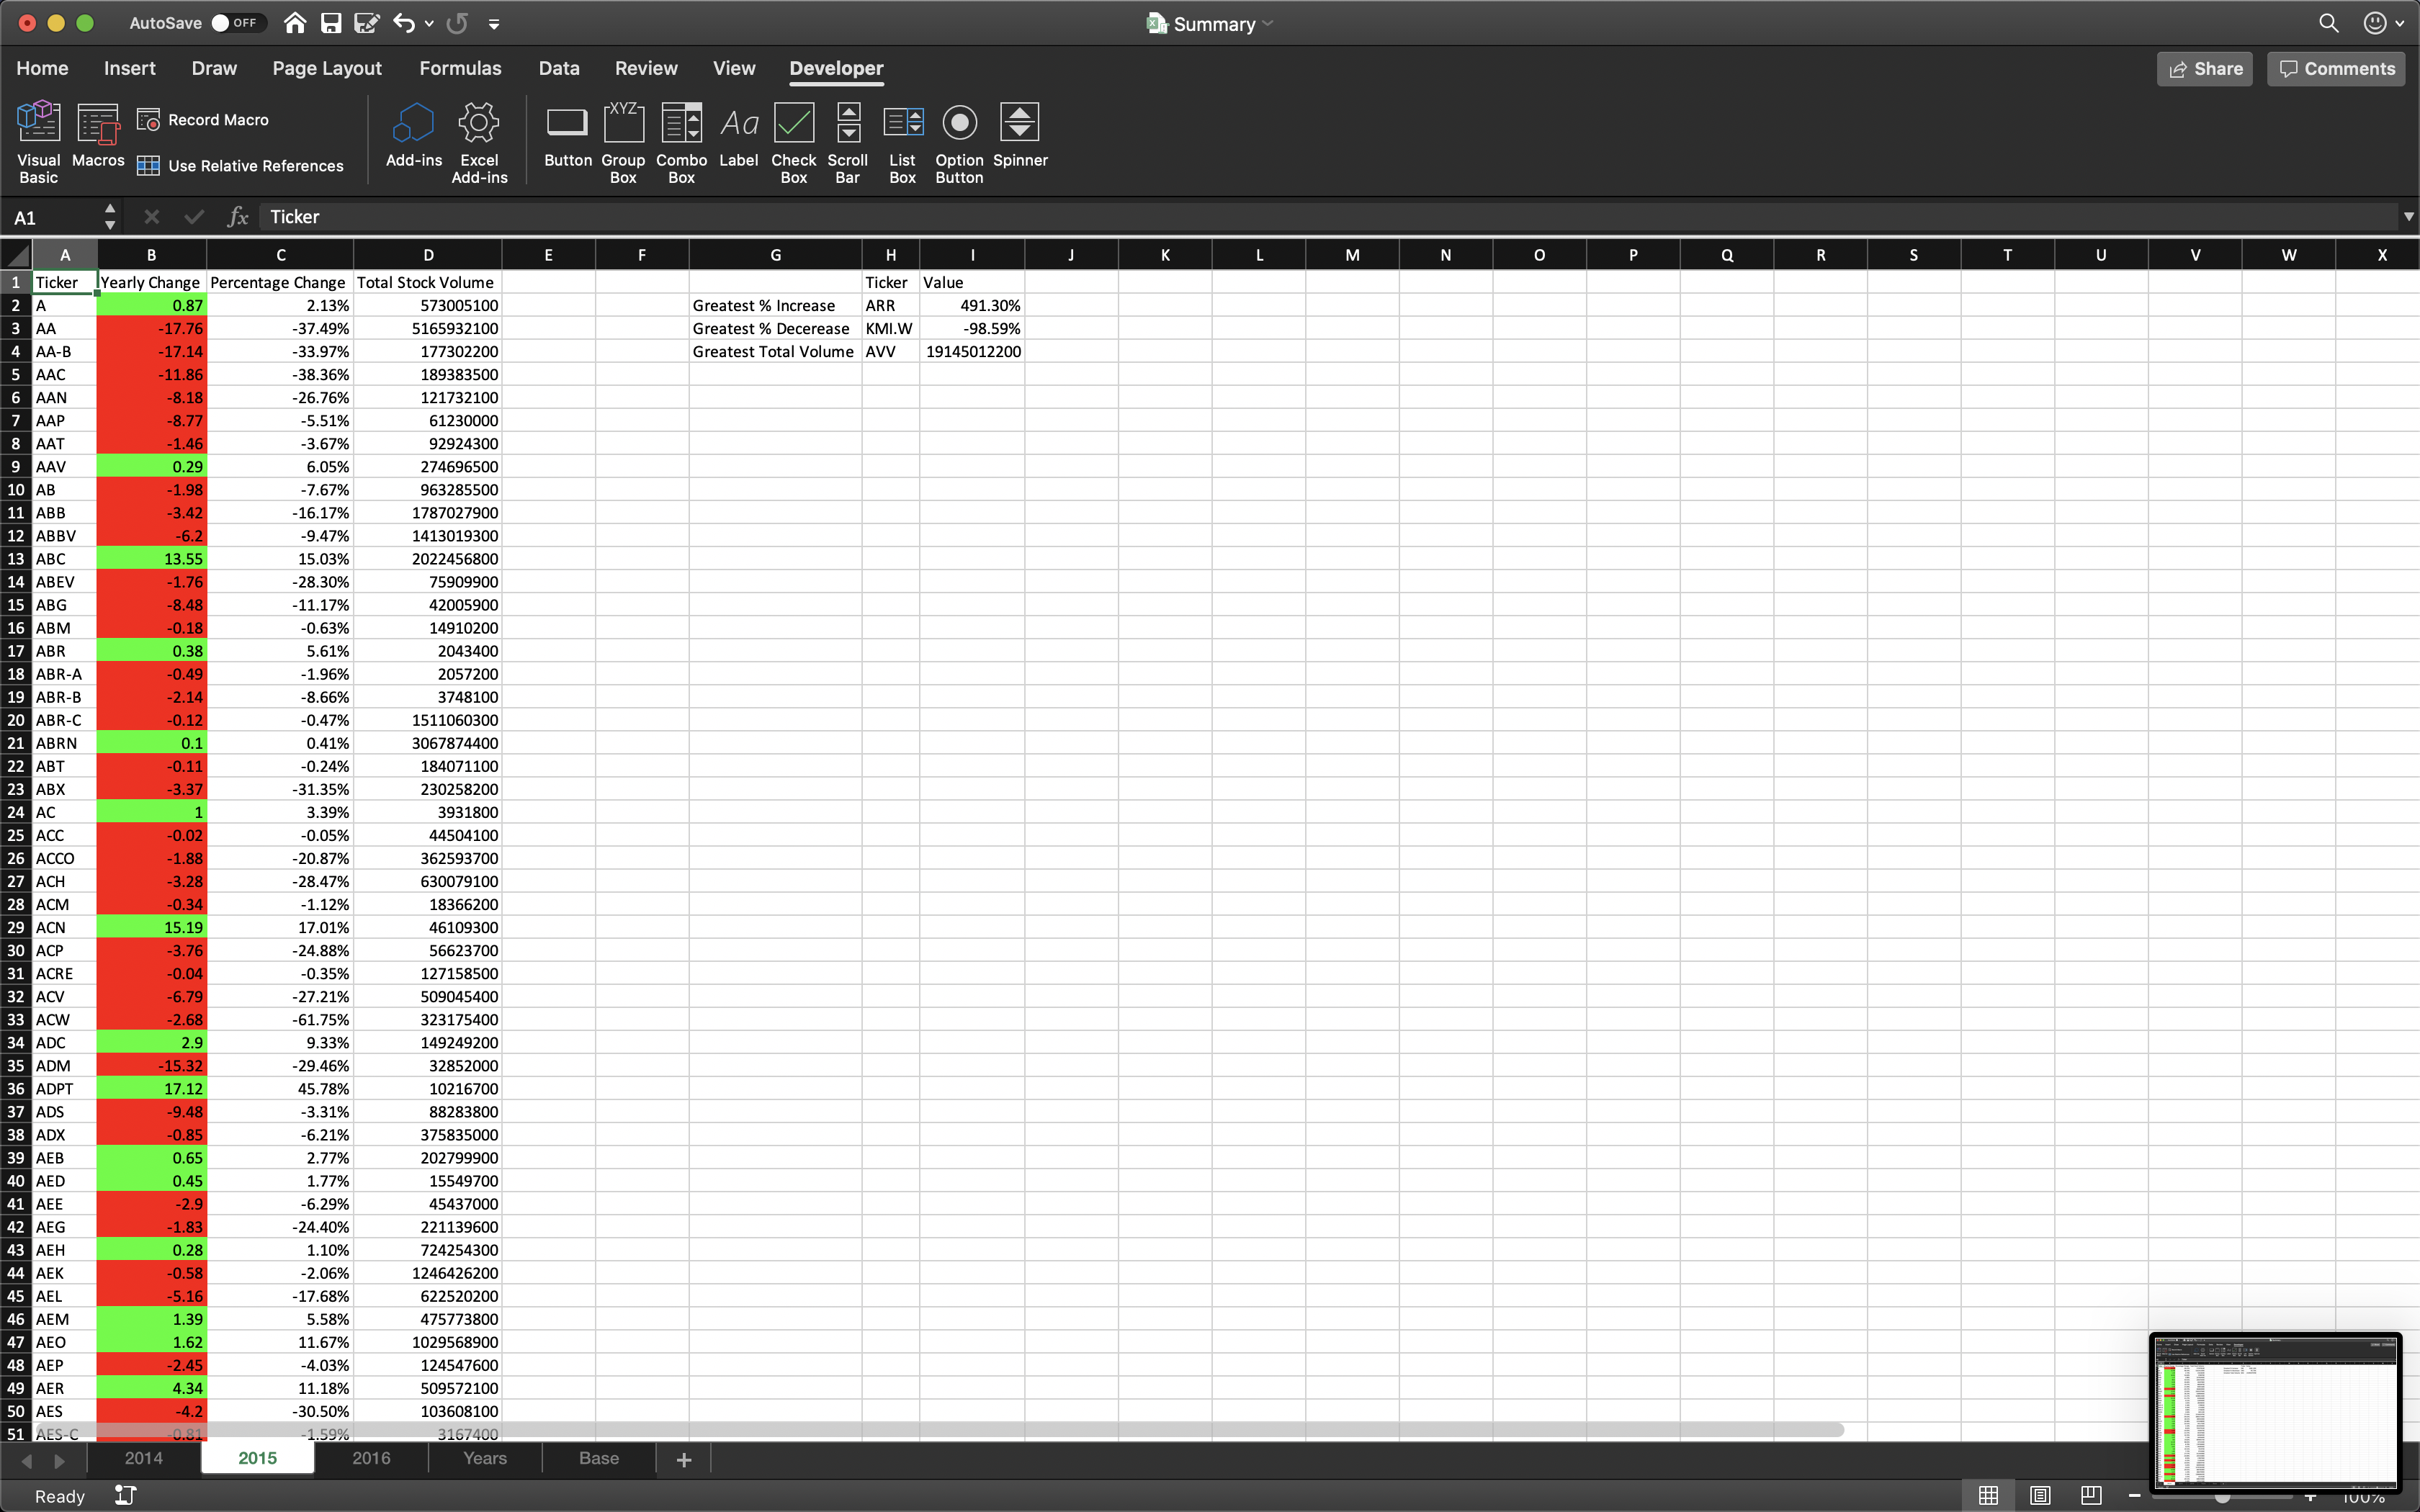 AutoSave OFF Summary
Home Insert Draw Page Layout Formulas Data Review View Developer Share Comments
Visual Basic Macros Record Macro Use Relative References Add-ins Excel Add-ins Button XYZ Group Box Combo Box Aa Label Check Box Scroll Bar List Box Option Button Spinner
A1 fx Ticker
A B C D E F G H I J K L M N O P Q R S T U V W X
1 Ticker Yearly Change Percentage Change Total Stock Volume Ticker Value
2 A 0.87 2.13% 573005100 Greatest % Increase ARR 491.30%
3 AA -17.76 -37.49% 5165932100 Greatest % Decerease KMI.W -98.59%
4 AA-B -17.14 -33.97% 177302200 Greatest Total Volume AVV 19145012200
5 AAC -11.86 -38.36% 189383500
6 AAN -8.18 -26.76% 121732100
7 AAP -8.77 -5.51% 61230000
8 AAT -1.46 -3.67% 92924300
9 AAV 0.29 6.05% 274696500
10 AB -1.98 -7.67% 963285500
11 ABB -3.42 -16.17% 1787027900
12 ABBV -6.2 -9.47% 1413019300
13 ABC 13.55 15.03% 2022456800
14 ABEV -1.76 -28.30% 75909900
15 ABG -8.48 -11.17% 42005900
16 ABM -0.18 -0.63% 14910200
17 ABR 0.38 5.61% 2043400
18 ABR-A -0.49 -1.96% 2057200
19 ABR-B -2.14 -8.66% 3748100
20 ABR-C -0.12 -0.47% 1511060300
21 ABRN 0.1 0.41% 3067874400
22 ABT -0.11 -0.24% 184071100
23 ABX -3.37 -31.35% 230258200
24 AC 1 3.39% 3931800
25 ACC -0.02 -0.05% 44504100
26 ACCO -1.88 -20.87% 362593700
27 ACH -3.28 -28.47% 630079100
28 ACM -0.34 -1.12% 18366200
29 ACN 15.19 17.01% 46109300
30 ACP -3.76 -24.88% 56623700
31 ACRE -0.04 -0.35% 127158500
32 ACV -6.79 -27.21% 509045400
33 ACW -2.68 -61.75% 323175400
34 ADC 2.9 9.33% 149249200
35 ADM -15.32 -29.46% 32852000
36 ADPT 17.12 45.78% 10216700
37 ADS -9.48 -3.31% 88283800
38 ADX -0.85 -6.21% 375835000
39 AEB 0.65 2.77% 202799900
40 AED 0.45 1.77% 15549700
41 AEE -2.9 -6.29% 45437000
42 AEG -1.83 -24.40% 221139600
43 AEH 0.28 1.10% 724254300
44 AEK -0.58 -2.06% 1246426200
45 AEL -5.16 -17.68% 622520200
46 AEM 1.39 5.58% 475773800
47 AEO 1.62 11.67% 1029568900
48 AEP -2.45 -4.03% 124547600
49 AER 4.34 11.18% 509572100
50 AES -4.2 -30.50% 103608100
51 AES-C -0.81 -1.59% 3167400
2014 2015 2016 Years Base +
Ready 100%